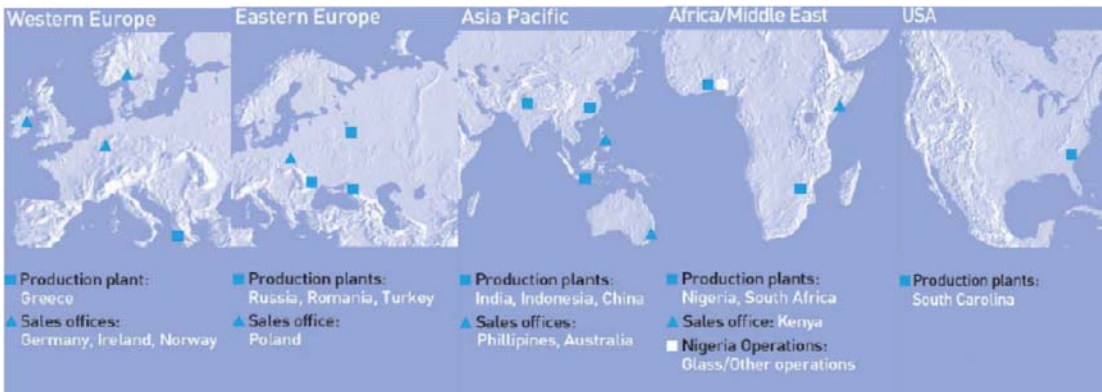 Western Europe
Eastern Europe
Asia Pacific
Africa/Middle East
USA
Production plant:
Greece
Sales offices:
Germany, Ireland, Norway
Production plants:
Russia, Romania, Turkey
Sales office:
Poland
Production plants:
India, Indonesia, China
Sales offices:
Phillipines, Australia
Production plants:
Nigeria, South Africa
Sales office: Kenya
Nigeria Operations:
Glass/Other operations
Production plants:
South Carolina